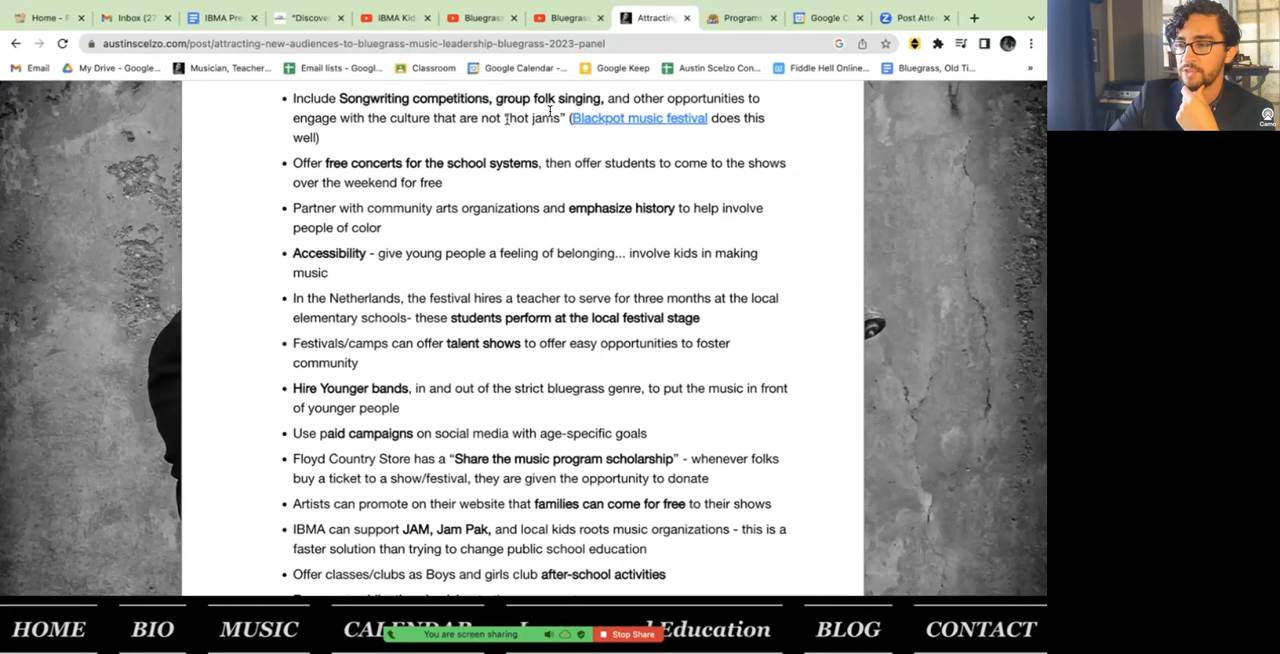 Home - F
Inbox (27
IBMA Pre
"Discove
IBMA Kid
Bluegras
Bluegras
Attracting
Programs
Google C
Post Atte
austinscelzo.com/post/attracting-new-audiences-to-bluegrass-music-leadership-bluegrass-2023-panel
Email
My Drive - Google...
Musician, Teacher...
Email lists - Googl...
Classroom
Google Calendar -...
Google Keep
Austin Scelzo Con...
Fiddle Hell Online...
Bluegrass, Old Ti...
»
• Include Songwriting competitions, group folk singing, and other opportunities to
engage with the culture that are not "hot jams" (Blackpot music festival does this
well)
• Offer free concerts for the school systems, then offer students to come to the shows
over the weekend for free
• Partner with community arts organizations and emphasize history to help involve
people of color
• Accessibility - give young people a feeling of belonging... involve kids in making
music
• In the Netherlands, the festival hires a teacher to serve for three months at the local
elementary schools- these students perform at the local festival stage
• Festivals/camps can offer talent shows to offer easy opportunities to foster
community
• Hire Younger bands, in and out of the strict bluegrass genre, to put the music in front
of younger people
• Use paid campaigns on social media with age-specific goals
• Floyd Country Store has a “Share the music program scholarship” - whenever folks
buy a ticket to a show/festival, they are given the opportunity to donate
• Artists can promote on their website that families can come for free to their shows
• IBMA can support JAM, Jam Pak, and local kids roots music organizations - this is a
faster solution than trying to change public school education
• Offer classes/clubs as Boys and girls club after-school activities
HOME
BIO
MUSIC
CALENDAR
Education
BLOG
CONTACT
You are screen sharing
Stop Share
Camo